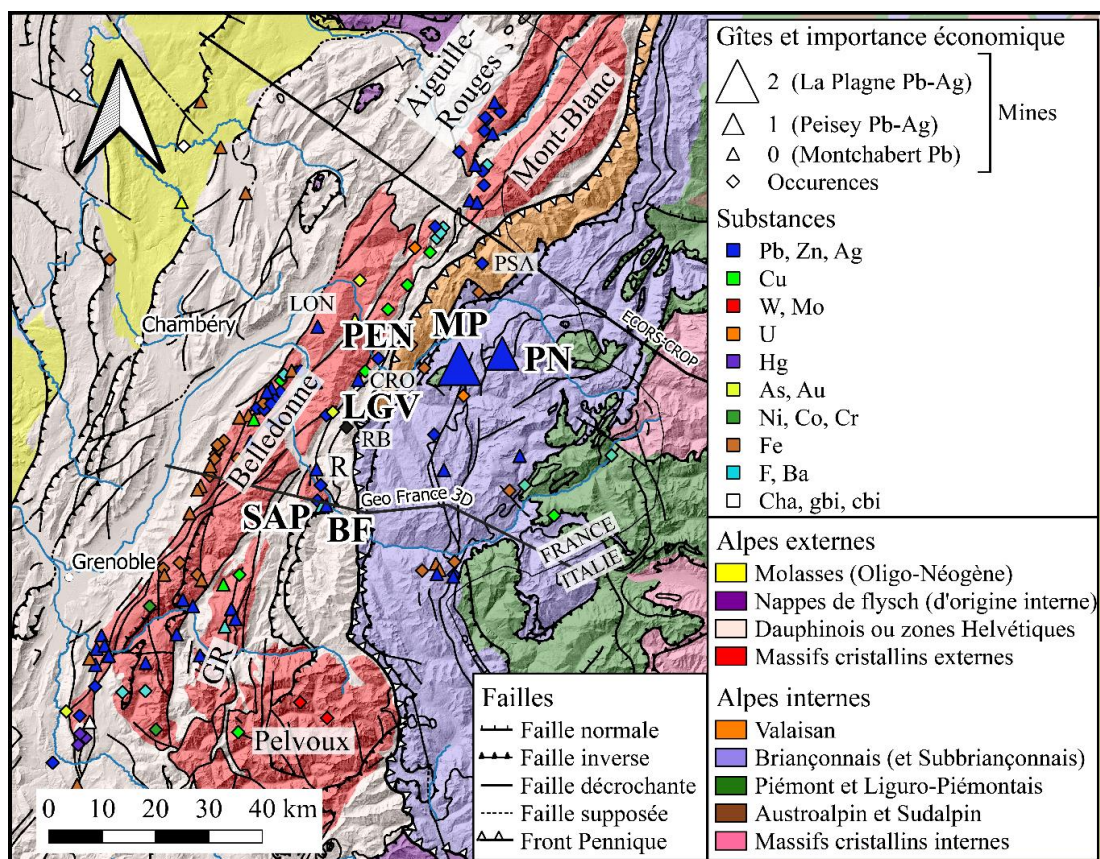 Aiguille-
Rouges
Mont-Blanc
PSA
LON
Chambéry
PEN
MP
PN
ECORS-CROP
CRO
LGV
RB
Belledonne
R
Geo France 3D
SAP
BF
FRANCE
ITALIE
Grenoble
GR
Pelvoux
0 10 20 30 40 km
Failles
Faille normale
Faille inverse
Faille décrochante
Faille supposée
Front Pennique
Gîtes et importance économique
2 (La Plagne Pb-Ag)
1 (Peisey Pb-Ag)
0 (Montchabert Pb)
Mines
Occurences
Substances
Pb, Zn, Ag
Cu
W, Mo
U
Hg
As, Au
Ni, Co, Cr
Fe
F, Ba
Cha, gbi, cbi
Alpes externes
Molasses (Oligo-Néogène)
Nappes de flysch (d'origine interne)
Dauphinois ou zones Helvétiques
Massifs cristallins externes
Alpes internes
Valaisan
Briançonnais (et Subbriançonnais)
Piémont et Liguro-Piémontais
Austroalpin et Sudalpin
Massifs cristallins internes